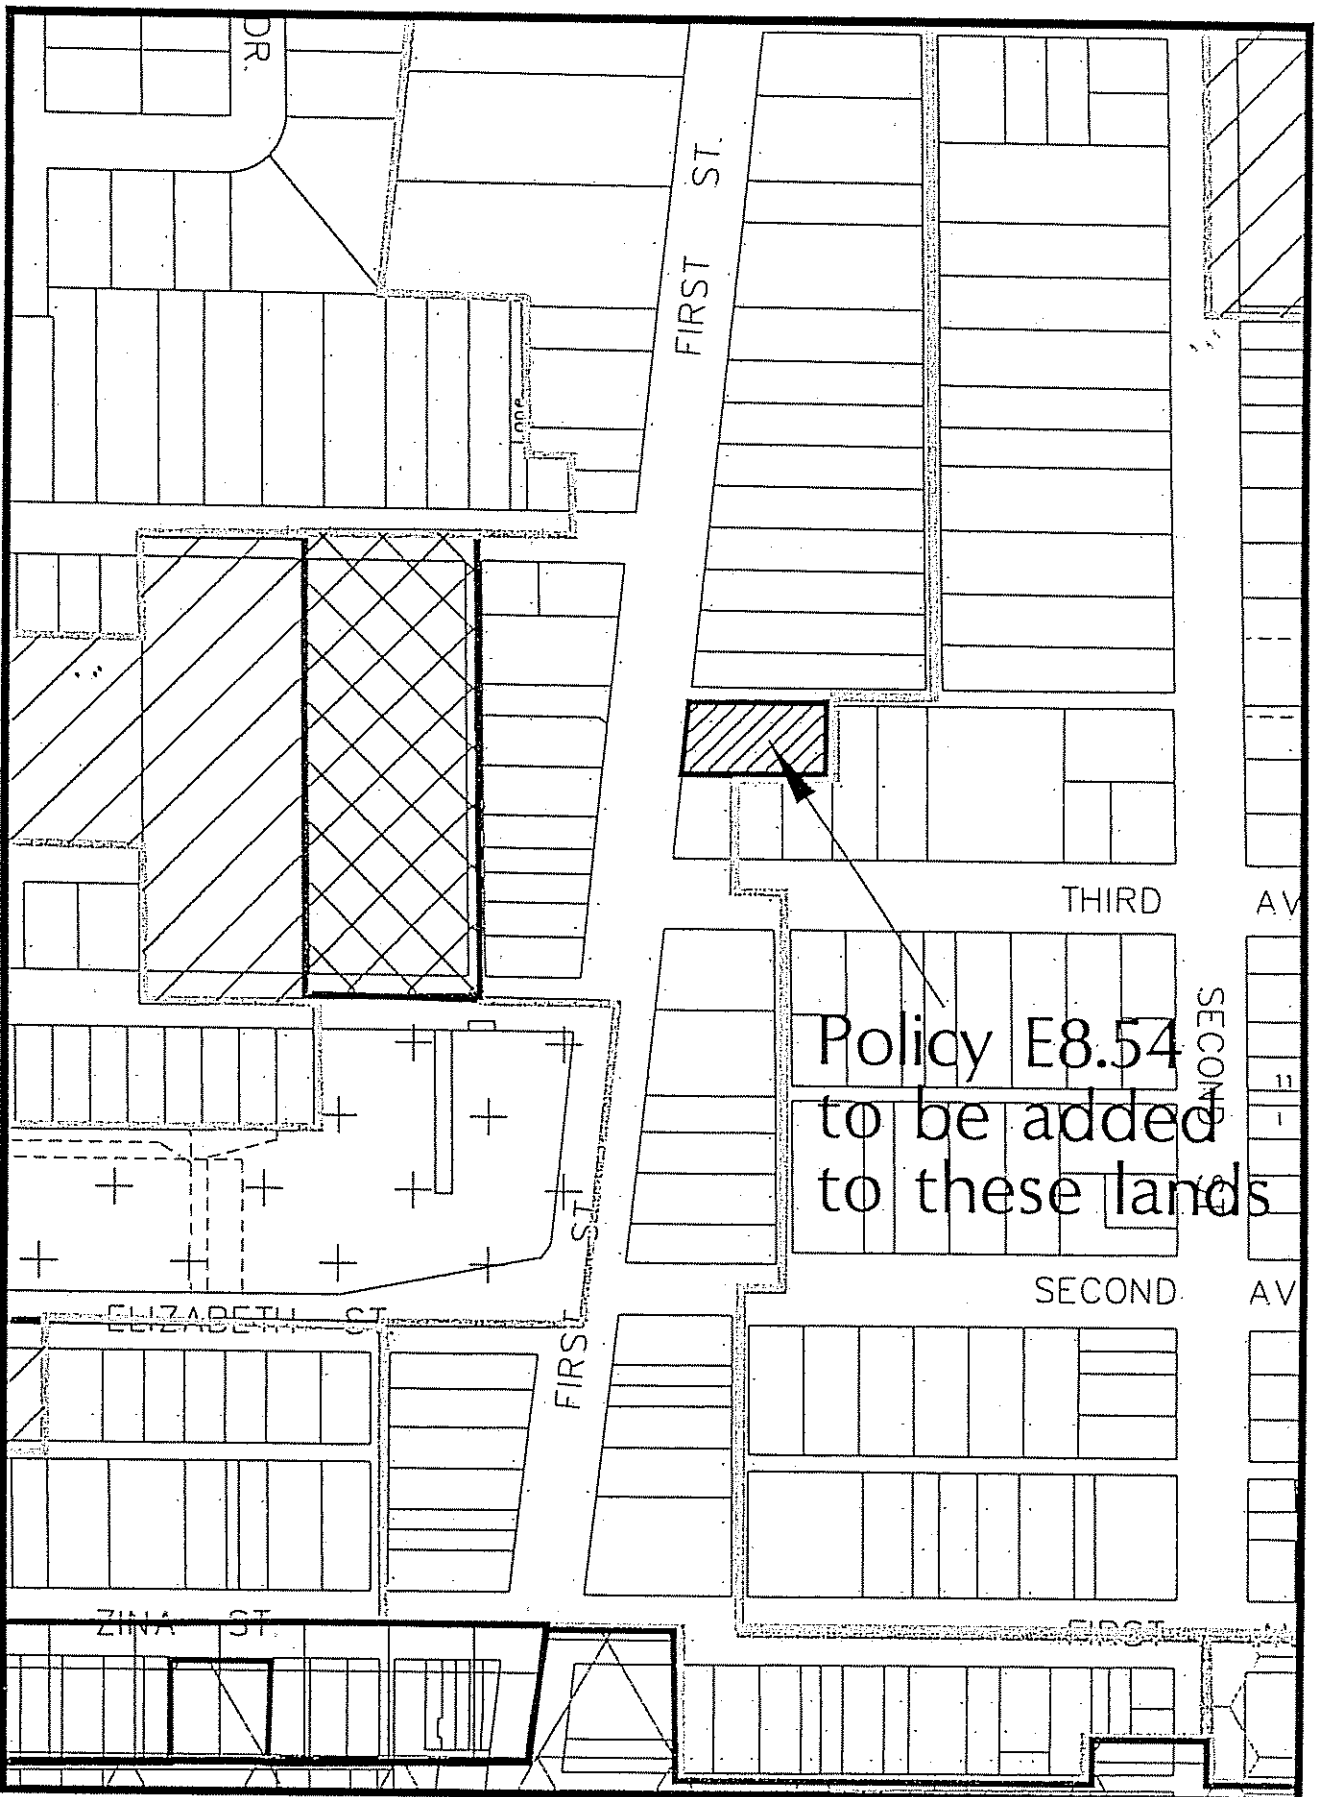 DR.
FIRST ST.
THIRD AV
Policy E8.54
to be added
to these lands
SECOND ST
11
SECOND AV
FIRST ST
ELIZABETH ST
ZINA ST
FIRST